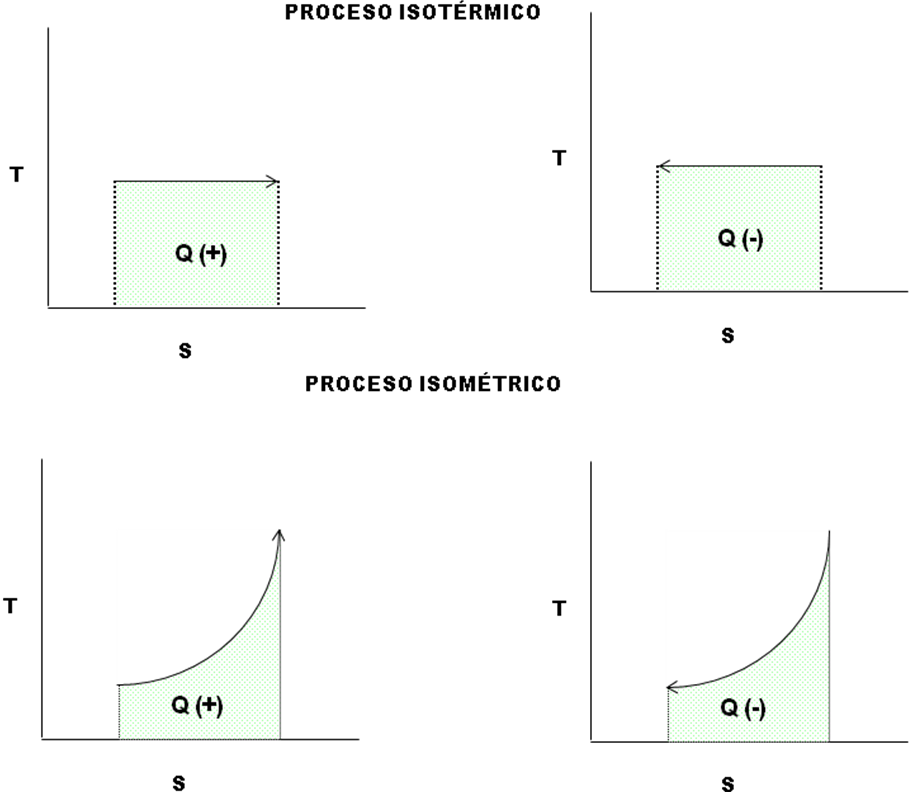 PROCESO ISOTÉRMICO
T
Q (+)
S
T
Q (-)
S
PROCESO ISOMÉTRICO
T
Q (+)
S
T
Q (-)
S